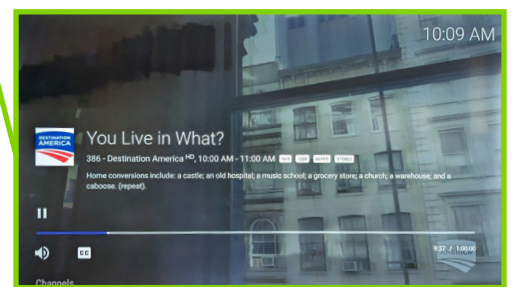 10:09 AM
DESTINATION
AMERICA
You Live in What?
386 - Destination America HD, 10:00 AM - 11:00 AM
STEREO
Home conversions include: a castle; an old hospital; a music school; a grocery store; a church; a warehouse; and a
caboose. (repeat).
CC
9:37 / 1:00:00
AMERICA
Channels